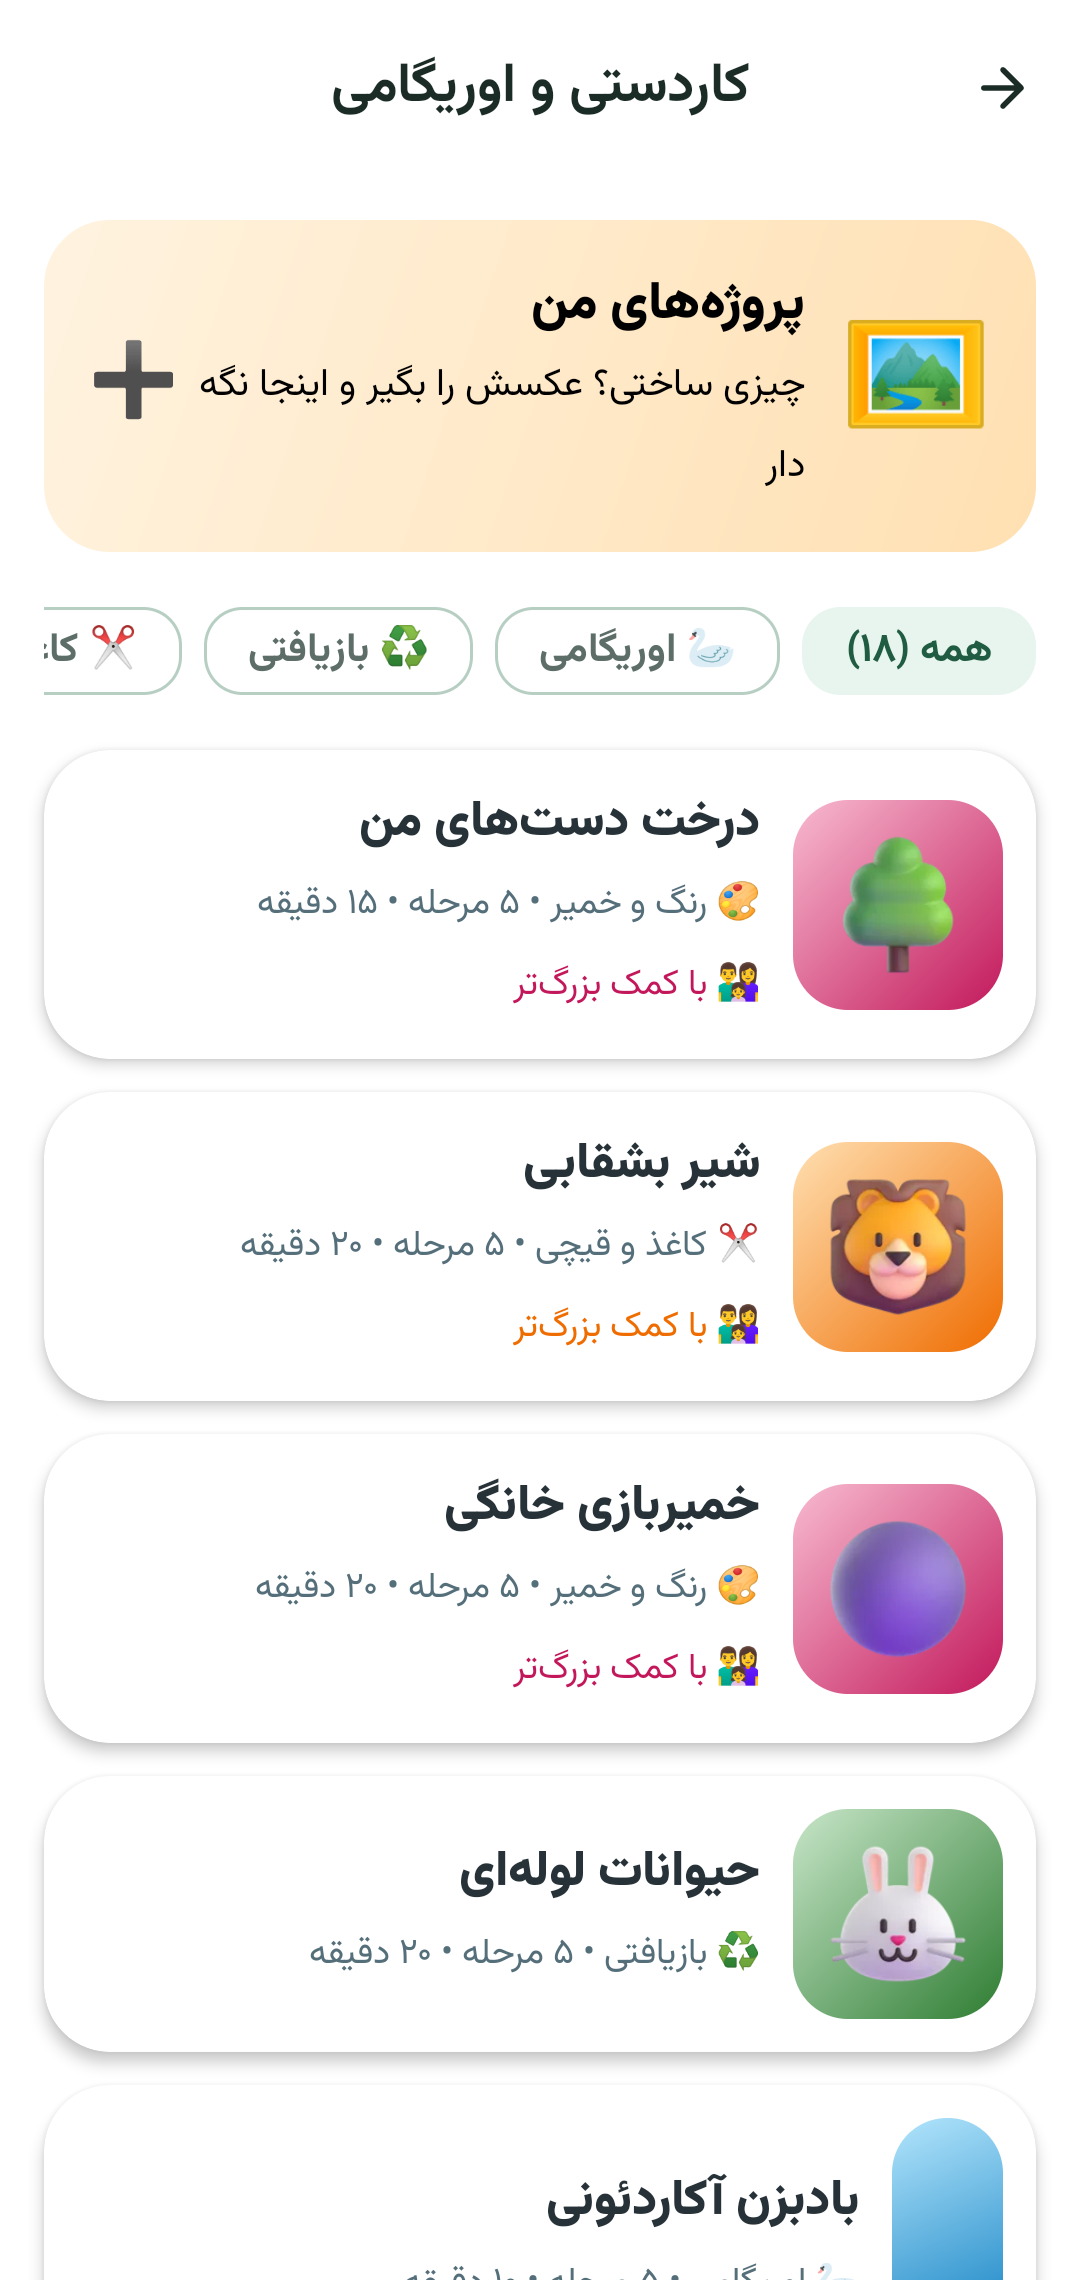 کاردستی و اوریگامی
پروژه‌های من
چیزی ساختی؟ عکسش را بگیر و اینجا نگه
دار
همه (۱۸)
اوریگامی
بازیافتی
درخت دست‌های من
رنگ و خمیر • ۵ مرحله • ۱۵ دقیقه
با کمک بزرگ‌تر
شیر بشقابی
کاغذ و قیچی • ۵ مرحله • ۲۰ دقیقه
با کمک بزرگ‌تر
خمیربازی خانگی
رنگ و خمیر • ۵ مرحله • ۲۰ دقیقه
با کمک بزرگ‌تر
حیوانات لوله‌ای
بازیافتی • ۵ مرحله • ۲۰ دقیقه
بادبزن آکاردئونی